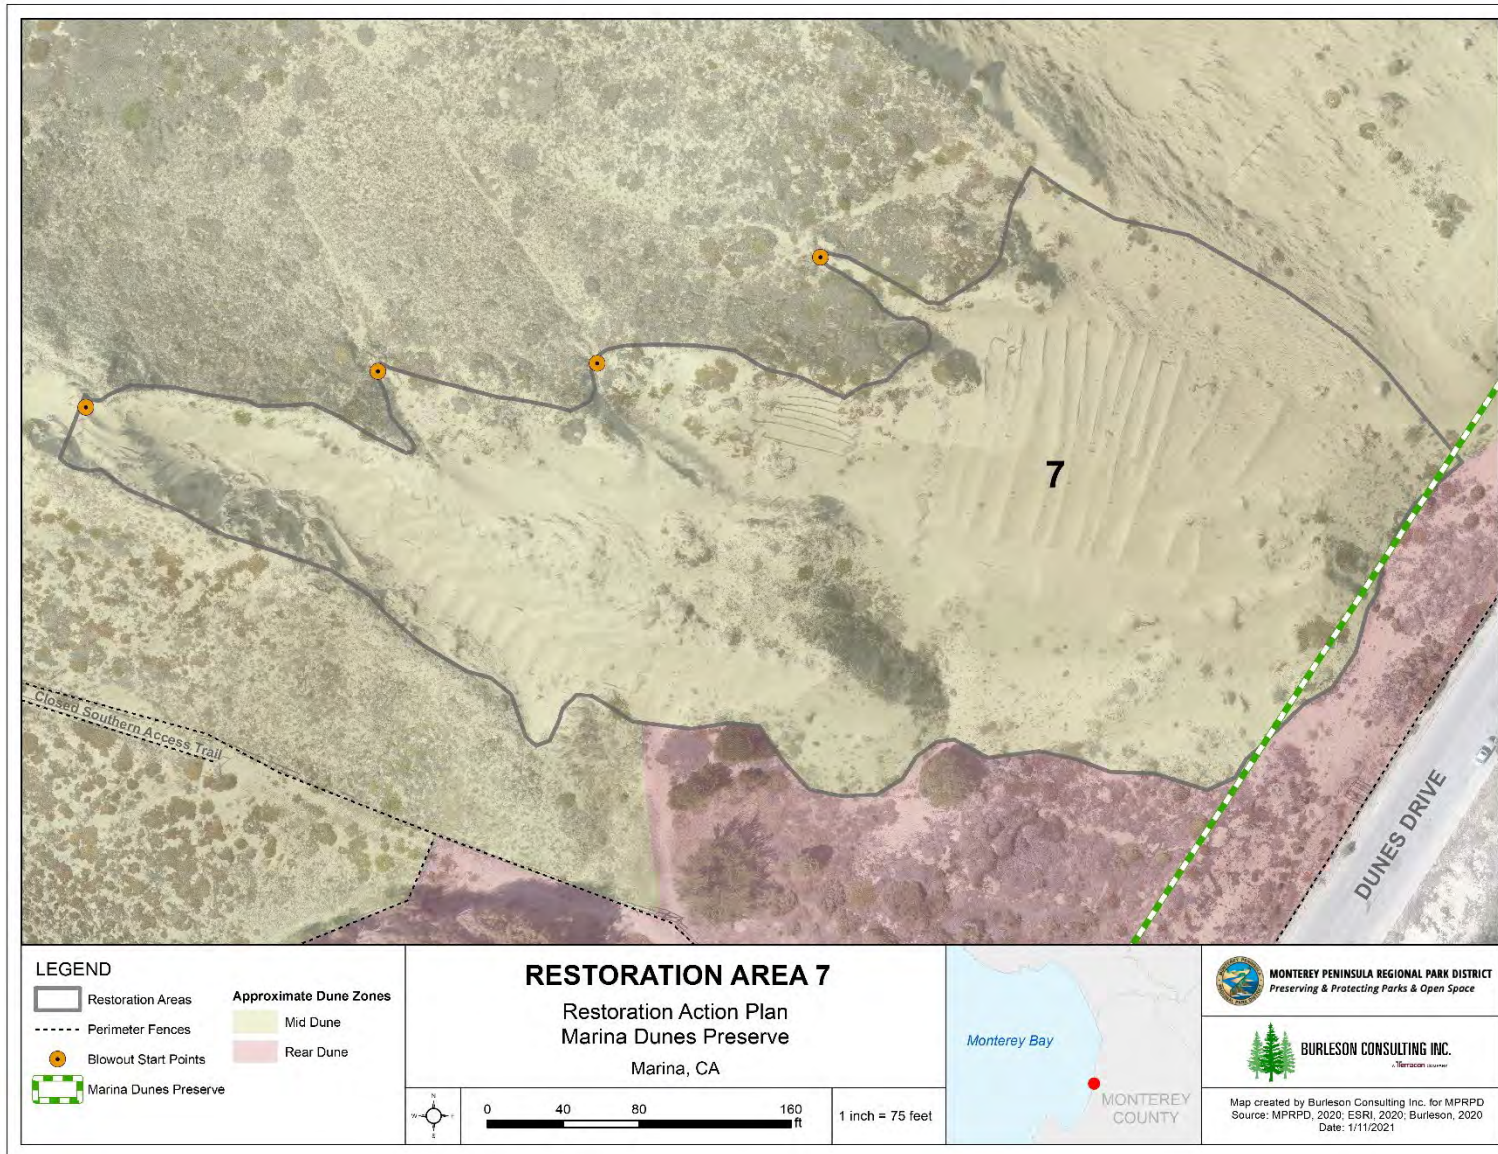 7
Closed Southern Access Trail
DUNES DRIVE
LEGEND
Restoration Areas
Perimeter Fences
Blowout Start Points
Marina Dunes Preserve
Approximate Dune Zones
Mid Dune
Rear Dune
RESTORATION AREA 7
Restoration Action Plan
Marina Dunes Preserve
Marina, CA
N
W
E
S
0 40 80 160
ft
1 inch = 75 feet
Monterey Bay
MONTEREY
COUNTY
MONTEREY PENINSULA REGIONAL PARK DISTRICT
Preserving & Protecting Parks & Open Space
BURLESON CONSULTING INC.
A Terracon COMPANY
Map created by Burleson Consulting Inc. for MPRPD
Source: MPRPD, 2020; ESRI, 2020; Burleson, 2020
Date: 1/11/2021